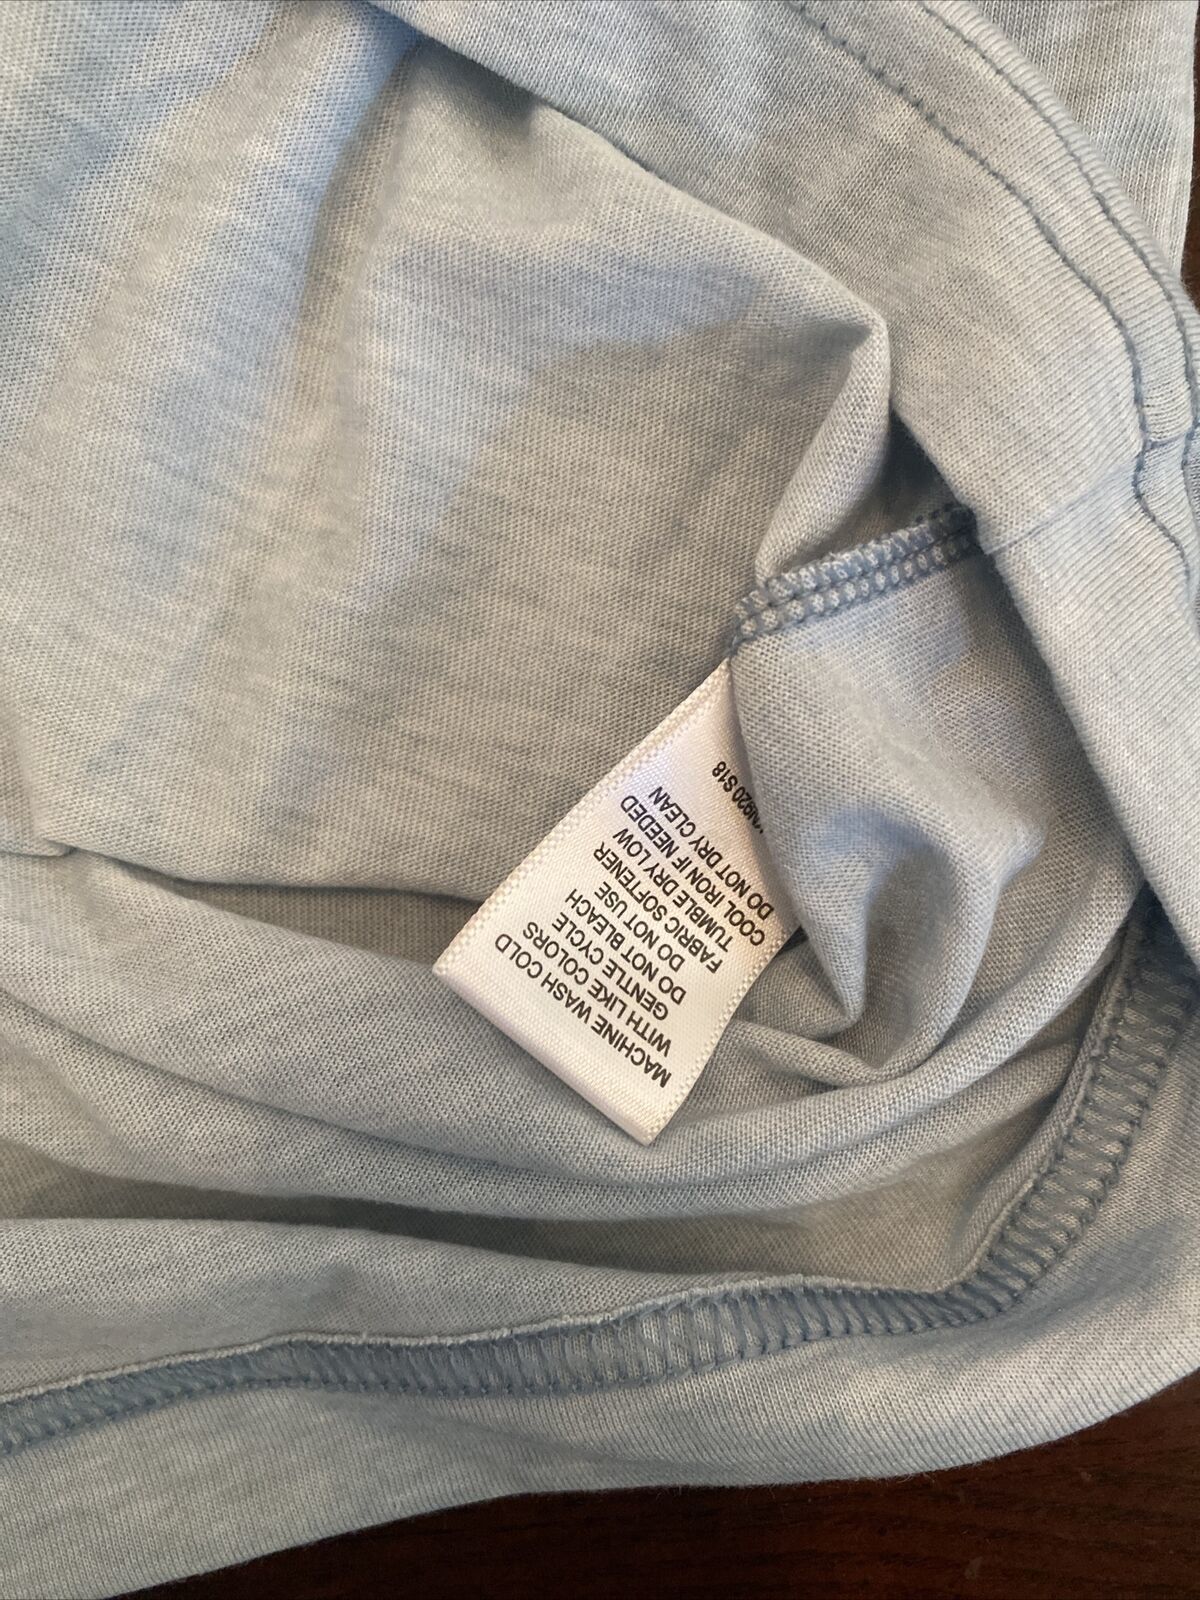 MACHINE WASH COLD
WITH LIKE COLORS
GENTLE CYCLE
DO NOT BLEACH
DO NOT USE
FABRIC SOFTENER
TUMBLE DRY LOW
COOL IRON IF NEEDED
DO NOT DRY CLEAN
S18